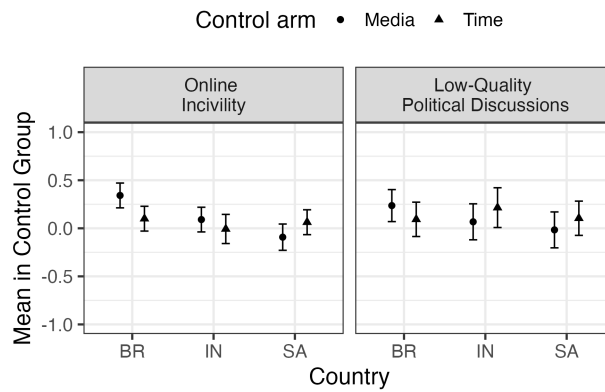 Control arm Media Time
Online
Incivility
Low-Quality
Political Discussions
Mean in Control Group
1.0
0.5
0.0
-0.5
-1.0
BR IN SA BR IN SA
Country